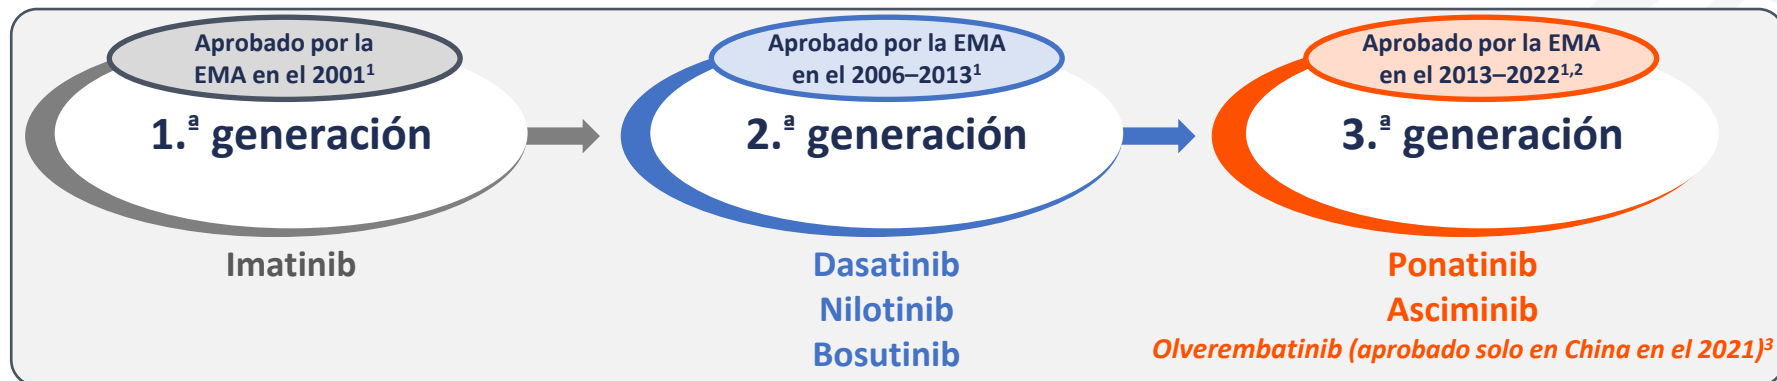 Aprobado por la
EMA en el 2001¹
1.ª generación
Imatinib
Aprobado por la EMA
en el 2006–2013¹
2.ª generación
Dasatinib
Nilotinib
Bosutinib
Aprobado por la EMA
en el 2013–2022¹,²
3.ª generación
Ponatinib
Asciminib
Olverembatinib (aprobado solo en China en el 2021)³